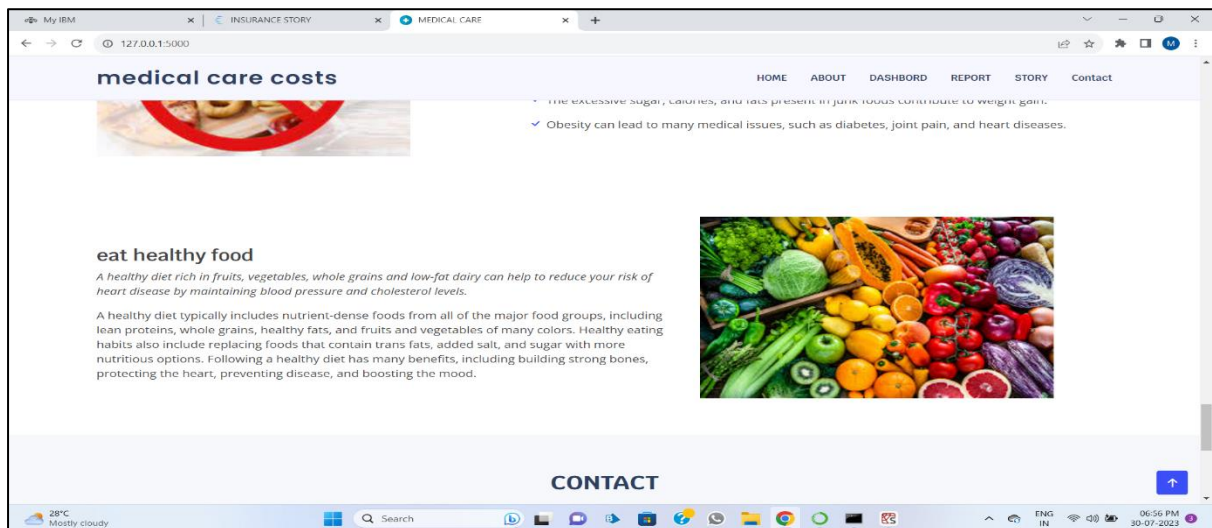 My IBM
INSURANCE STORY
MEDICAL CARE
127.0.0.1:5000
M
medical care costs
HOME ABOUT DASHBORD REPORT STORY Contact
The excessive sugar, calories, and fats present in junk foods contribute to weight gain.
Obesity can lead to many medical issues, such as diabetes, joint pain, and heart diseases.
eat healthy food
A healthy diet rich in fruits, vegetables, whole grains and low-fat dairy can help to reduce your risk of
heart disease by maintaining blood pressure and cholesterol levels.
A healthy diet typically includes nutrient-dense foods from all of the major food groups, including
lean proteins, whole grains, healthy fats, and fruits and vegetables of many colors. Healthy eating
habits also include replacing foods that contain trans fats, added salt, and sugar with more
nutritious options. Following a healthy diet has many benefits, including building strong bones,
protecting the heart, preventing disease, and boosting the mood.
CONTACT
28°C
Mostly cloudy
Search
ENG
IN
06:56 PM
30-07-2023
3